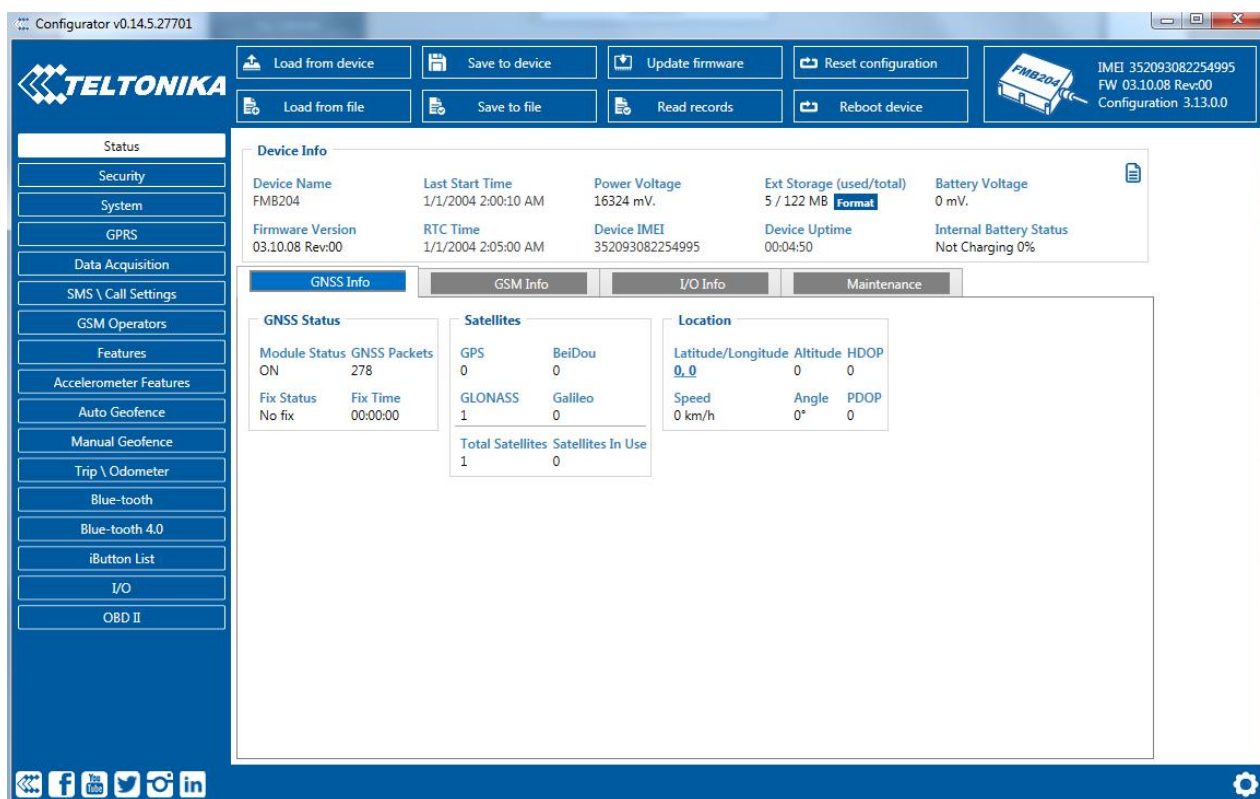 Configurator v0.14.5.27701
TELTONIKA
Load from device
Save to device
Update firmware
Reset configuration
Load from file
Save to file
Read records
Reboot device
FMB204
IMEI 352093082254995
FW 03.10.08 Rev:00
Configuration 3.13.0.0
Status
Security
System
GPRS
Data Acquisition
SMS \ Call Settings
GSM Operators
Features
Accelerometer Features
Auto Geofence
Manual Geofence
Trip \ Odometer
Blue-tooth
Blue-tooth 4.0
iButton List
I/O
OBD II
Device Info
Device Name Last Start Time Power Voltage Ext Storage (used/total) Battery Voltage
FMB204 1/1/2004 2:00:10 AM 16324 mV. 5 / 122 MB Format 0 mV.
Firmware Version RTC Time Device IMEI Device Uptime Internal Battery Status
03.10.08 Rev:00 1/1/2004 2:05:00 AM 352093082254995 00:04:50 Not Charging 0%
GNSS Info GSM Info I/O Info Maintenance
GNSS Status
Module Status GNSS Packets
ON 278
Fix Status Fix Time
No fix 00:00:00
Satellites
GPS BeiDou
0 0
GLONASS Galileo
1 0
Total Satellites Satellites In Use
1 0
Location
Latitude/Longitude Altitude HDOP
0, 0 0 0
Speed Angle PDOP
0 km/h 0° 0
f You Tube in